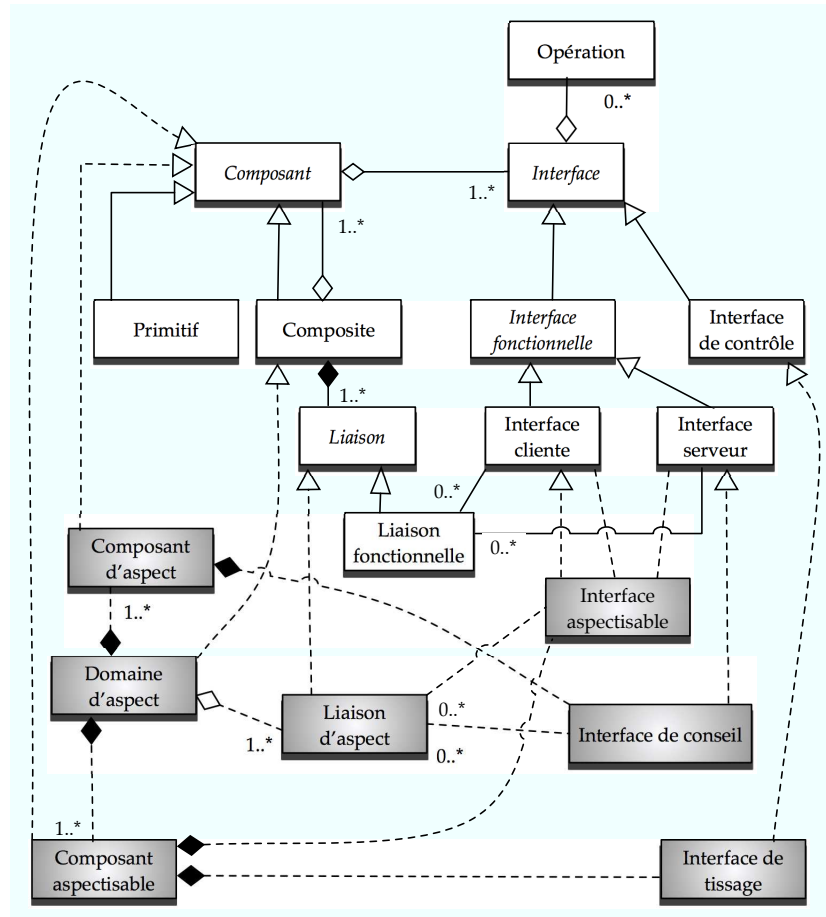 Opération
0..*
Composant
Interface
1..*
1..*
Primitif
Composite
Interface
fonctionnelle
Interface
de contrôle
1..*
Liaison
Interface
cliente
Interface
serveur
0..*
Liaison
fonctionnelle
0..*
Composant
d’aspect
Interface
aspectisable
1..*
Domaine
d’aspect
Liaison
d’aspect
0..*
Interface de conseil
1..*
0..*
1..*
Composant
aspectisable
Interface de
tissage